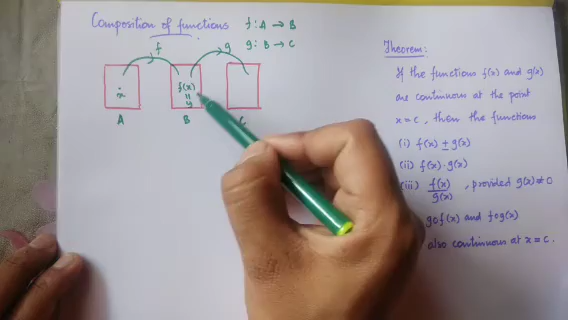 Composition of functions
f: A → B
g: B → C
f
g
x
f(x)
=
y
A
B
Theorem:
If the functions f(x) and g(x)
are continuous at the point
x = c, then the functions
(i) f(x) ± g(x)
(ii) f(x) · g(x)
(iii) f(x)/g(x), provided g(x) ≠ 0
gof(x) and fog(x)
also continuous at x = c.